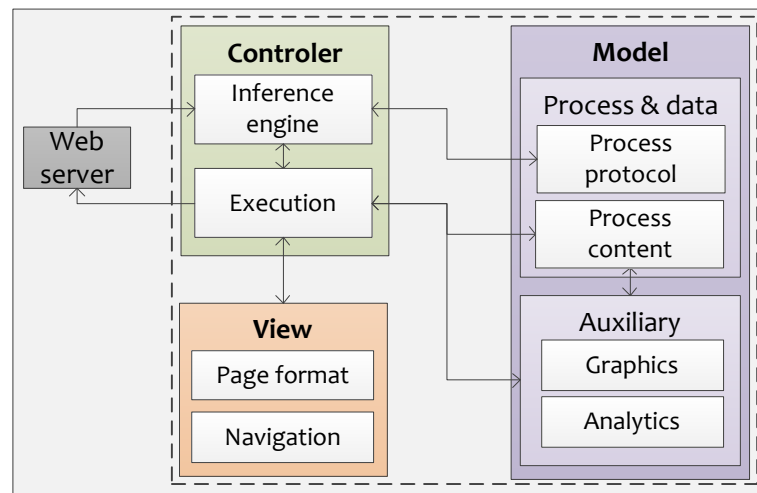 Controler
Inference
engine
Execution
Web
server
View
Page format
Navigation
Model
Process & data
Process
protocol
Process
content
Auxiliary
Graphics
Analytics